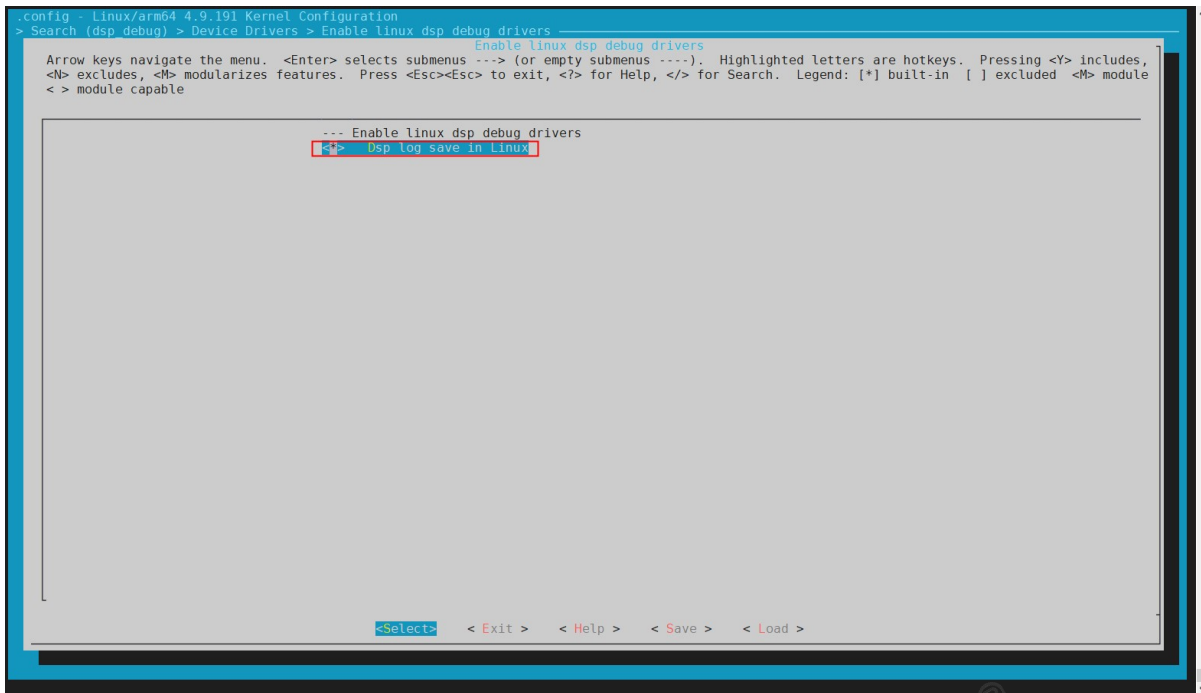 .config - Linux/arm64 4.9.191 Kernel Configuration
> Search (dsp_debug) > Device Drivers > Enable linux dsp debug drivers
Enable linux dsp debug drivers
Arrow keys navigate the menu. <Enter> selects submenus ---> (or empty submenus ----). Highlighted letters are hotkeys. Pressing <Y> includes,
<N> excludes, <M> modularizes features. Press <Esc><Esc> to exit, <?> for Help, </> for Search. Legend: [*] built-in [ ] excluded <M> module
< > module capable
--- Enable linux dsp debug drivers
<*> Dsp log save in Linux
<Select> < Exit > < Help > < Save > < Load >